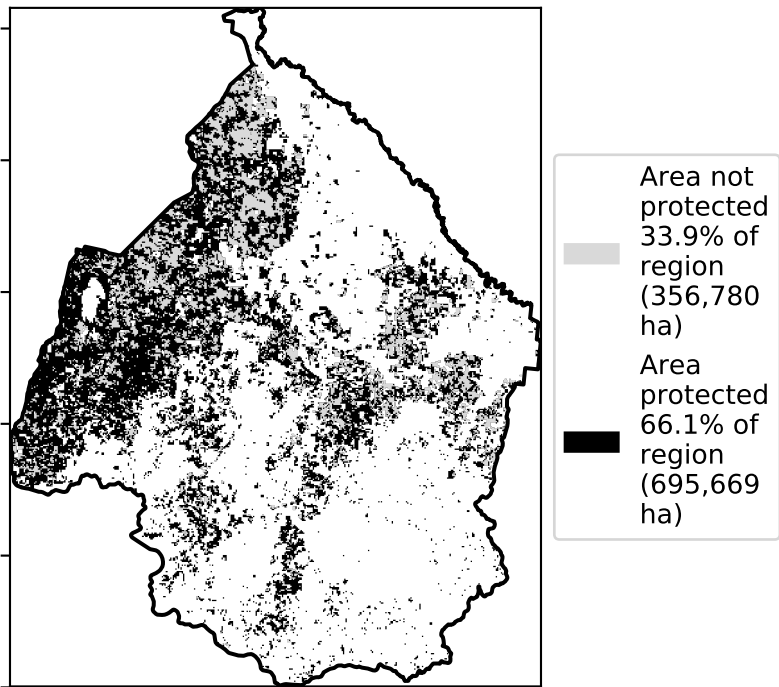 Area not
protected
33.9% of
region
(356,780
ha)
Area
protected
66.1% of
region
(695,669
ha)